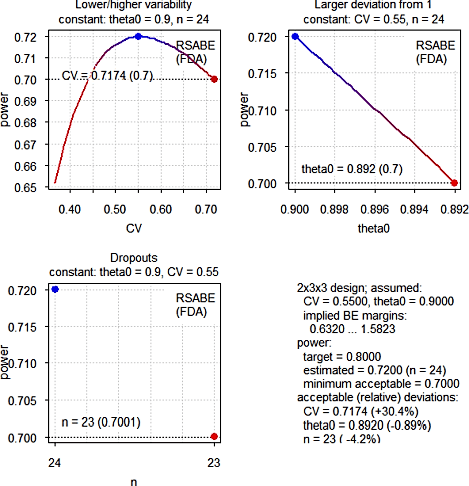 Lower/higher variability
constant: theta0 = 0.9, n = 24
0.72
0.71
0.70
0.69
0.68
0.67
0.66
0.65
power
RSABE
(FDA)
CV = 0.7174 (0.7)
0.40
0.50
0.60
0.70
CV
Larger deviation from 1
constant: CV = 0.55, n = 24
0.720
0.715
0.710
0.705
0.700
power
RSABE
(FDA)
theta0 = 0.892 (0.7)
0.900
0.898
0.896
0.894
0.892
theta0
Dropouts
constant: theta0 = 0.9, CV = 0.55
0.720
0.715
0.710
0.705
0.700
power
RSABE
(FDA)
n = 23 (0.7001)
24
23
n
2x3x3 design; assumed:
CV = 0.5500, theta0 = 0.9000
implied BE margins:
0.6320 ... 1.5823
power:
target = 0.8000
estimated = 0.7200 (n = 24)
minimum acceptable = 0.7000
acceptable (relative) deviations:
CV = 0.7174 (+30.4%)
theta0 = 0.8920 (-0.89%)
n = 23 ( -4.2%)